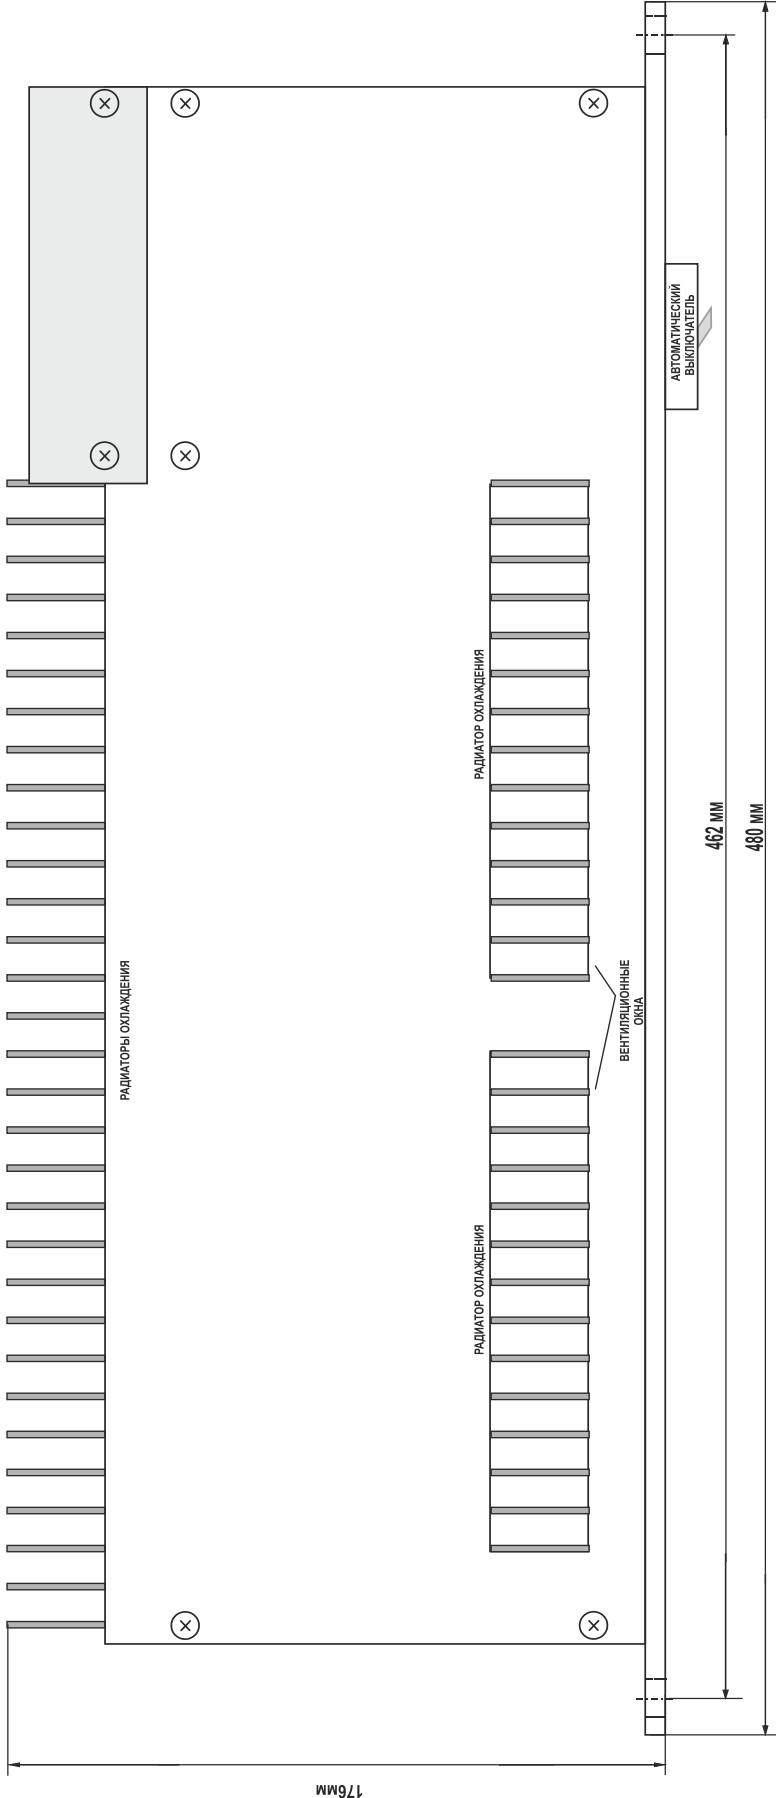 АВТОМАТИЧЕСКИЙ
ВЫКЛЮЧАТЕЛЬ
РАДИАТОР ОХЛАЖДЕНИЯ
462 ММ
480 ММ
РАДИАТОРЫ ОХЛАЖДЕНИЯ
ВЕНТИЛЯЦИОННЫЕ
ОКНА
РАДИАТОР ОХЛАЖДЕНИЯ
176мм